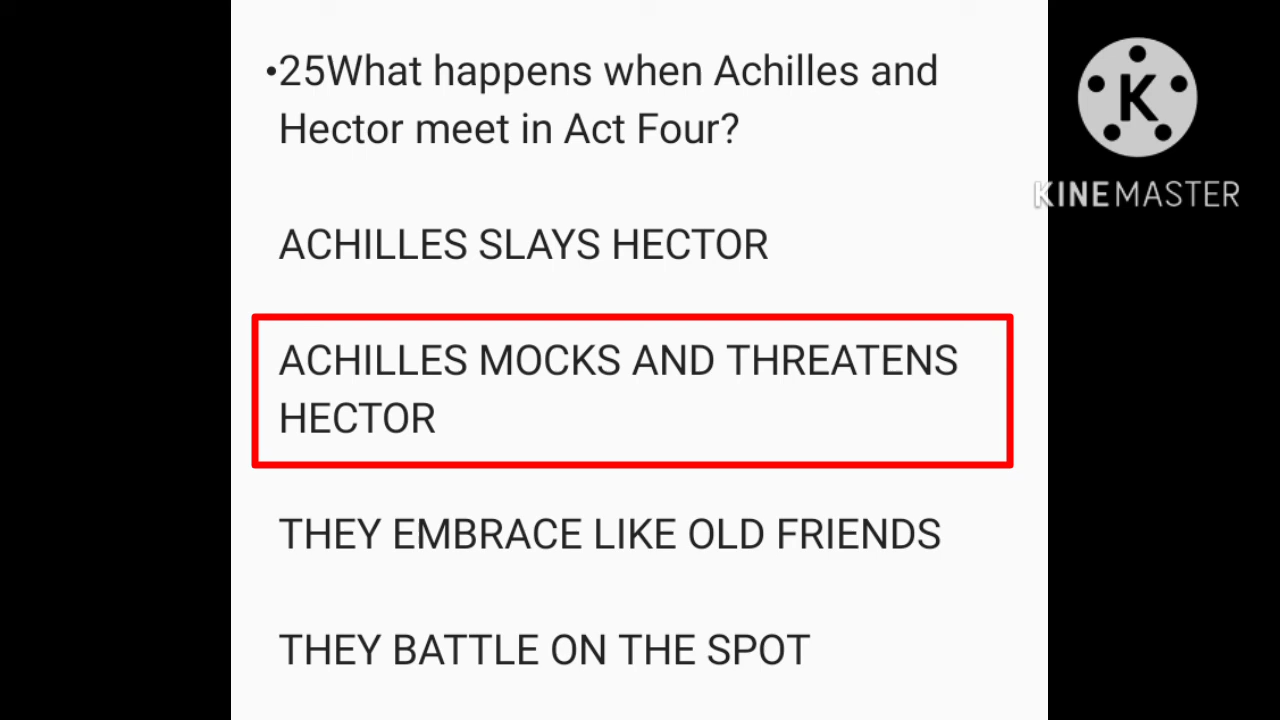 •25What happens when Achilles and
Hector meet in Act Four?
ACHILLES SLAYS HECTOR
ACHILLES MOCKS AND THREATENS
HECTOR
THEY EMBRACE LIKE OLD FRIENDS
THEY BATTLE ON THE SPOT
K
KINEMASTER